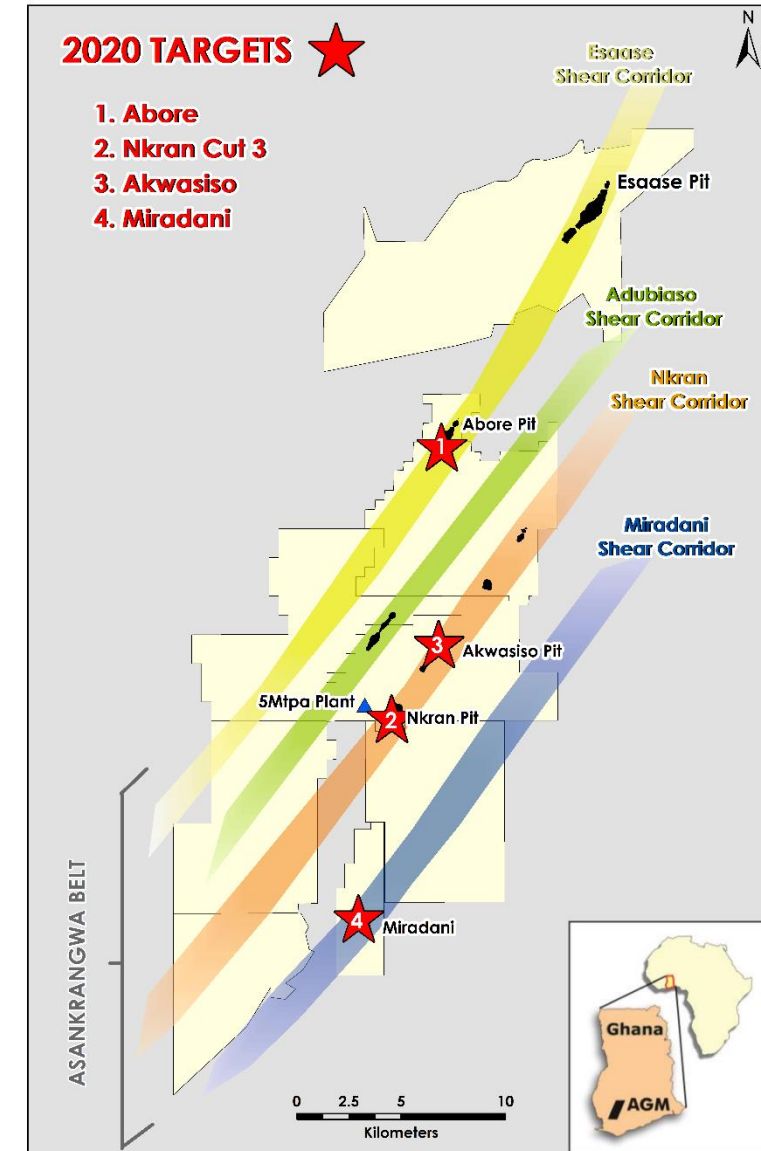 N
2020 TARGETS
1. Abore
2. Nkran Cut 3
3. Akwasiso
4. Miradani
Esaase
Shear Corridor
Esaase Pit
Adubiaso
Shear Corridor
Nkran
Shear Corridor
Abore Pit
1
Miradani
Shear Corridor
3
Akwasiso Pit
5Mtpa Plant
2
Nkran Pit
4
Miradani
ASANKRANGWA BELT
0 2.5 5 10
Kilometers
Ghana
AGM